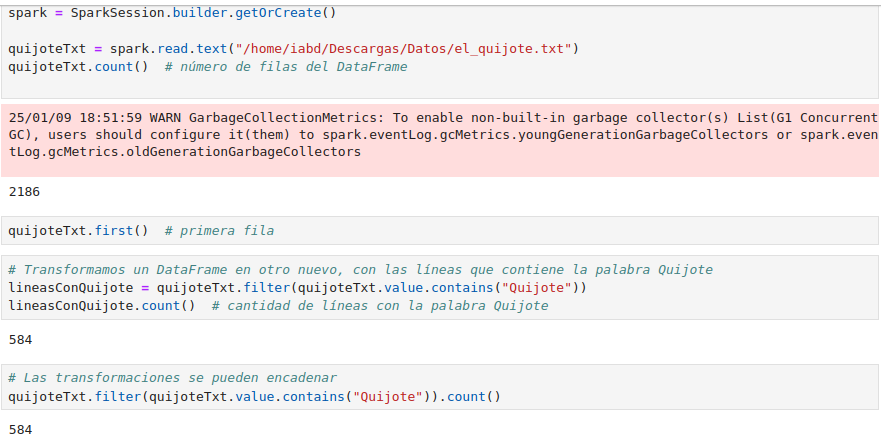 spark = SparkSession.builder.getOrCreate()
quijoteTxt = spark.read.text("/home/iabd/Descargas/Datos/el_quijote.txt")
quijoteTxt.count()  # número de filas del DataFrame
25/01/09 18:51:59 WARN GarbageCollectionMetrics: To enable non-built-in garbage collector(s) List(G1 Concurrent
GC), users should configure it(them) to spark.eventLog.gcMetrics.youngGenerationGarbageCollectors or spark.even
tLog.gcMetrics.oldGenerationGarbageCollectors
2186
quijoteTxt.first()  # primera fila
# Transformamos un DataFrame en otro nuevo, con las líneas que contiene la palabra Quijote
lineasConQuijote = quijoteTxt.filter(quijoteTxt.value.contains("Quijote"))
lineasConQuijote.count()  # cantidad de líneas con la palabra Quijote
584
# Las transformaciones se pueden encadenar
quijoteTxt.filter(quijoteTxt.value.contains("Quijote")).count()
584